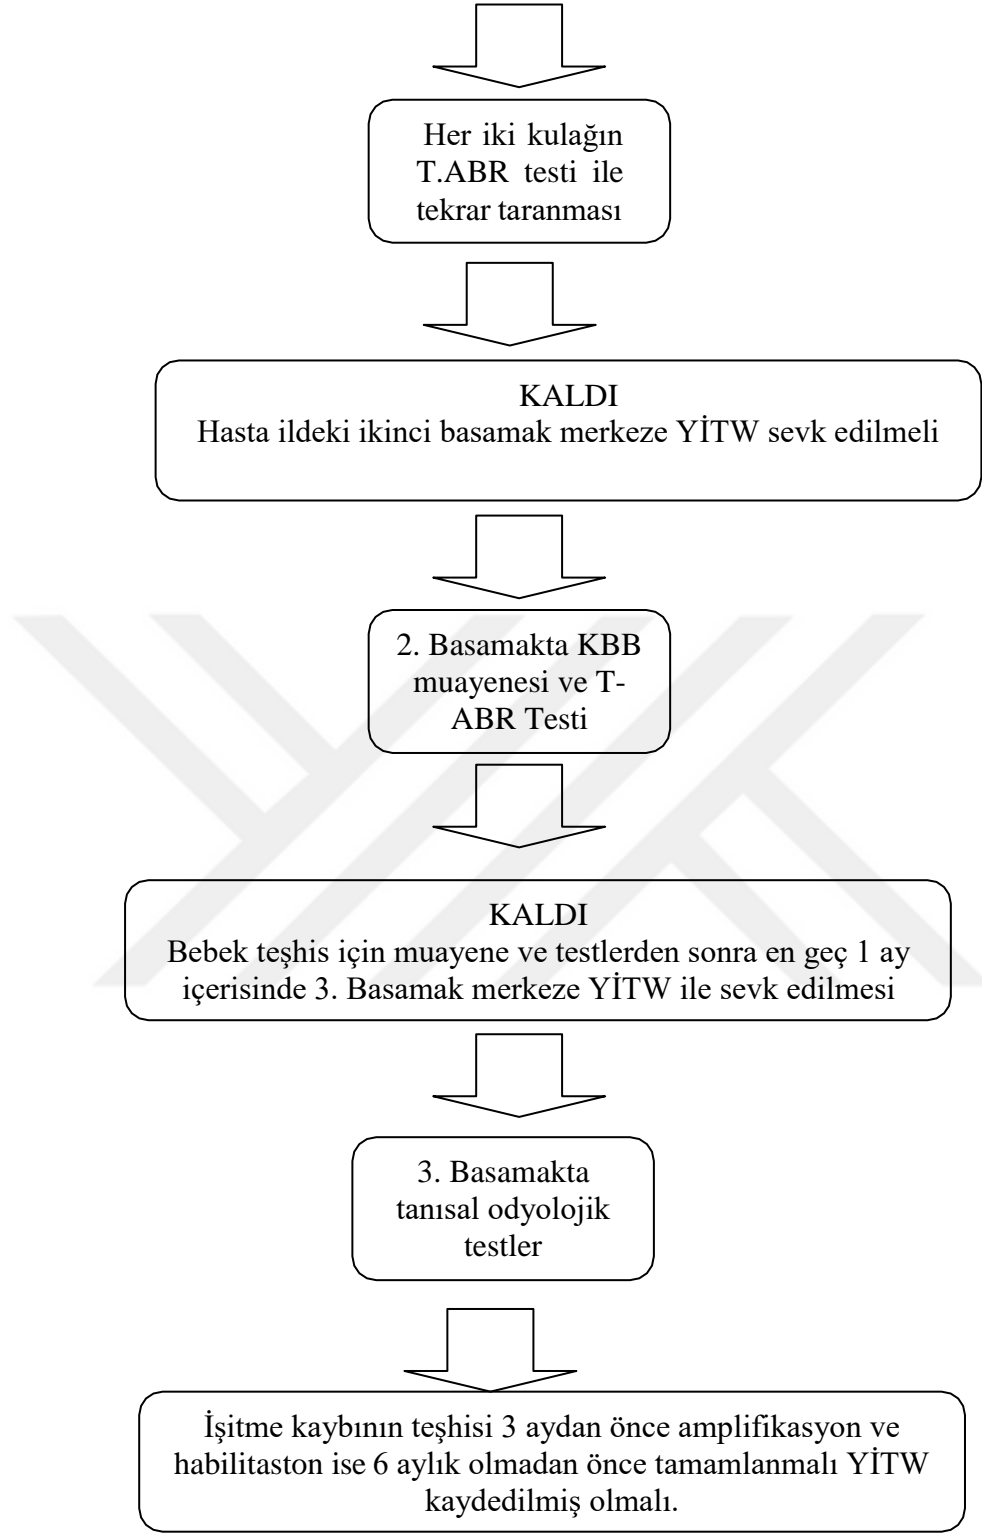 Her iki kulağın
T.ABR testi ile
tekrar taranması
KALDI
Hasta ildeki ikinci basamak merkeze YİTW sevk edilmeli
2. Basamakta KBB
muayenesi ve T-
ABR Testi
KALDI
Bebek teşhis için muayene ve testlerden sonra en geç 1 ay
içerisinde 3. Basamak merkeze YİTW ile sevk edilmesi
3. Basamakta
tanısal odyolojik
testler
İşitme kaybının teşhisi 3 aydan önce amplifikasyon ve
habilitaston ise 6 aylık olmadan önce tamamlanmalı YİTW
kaydedilmiş olmalı.